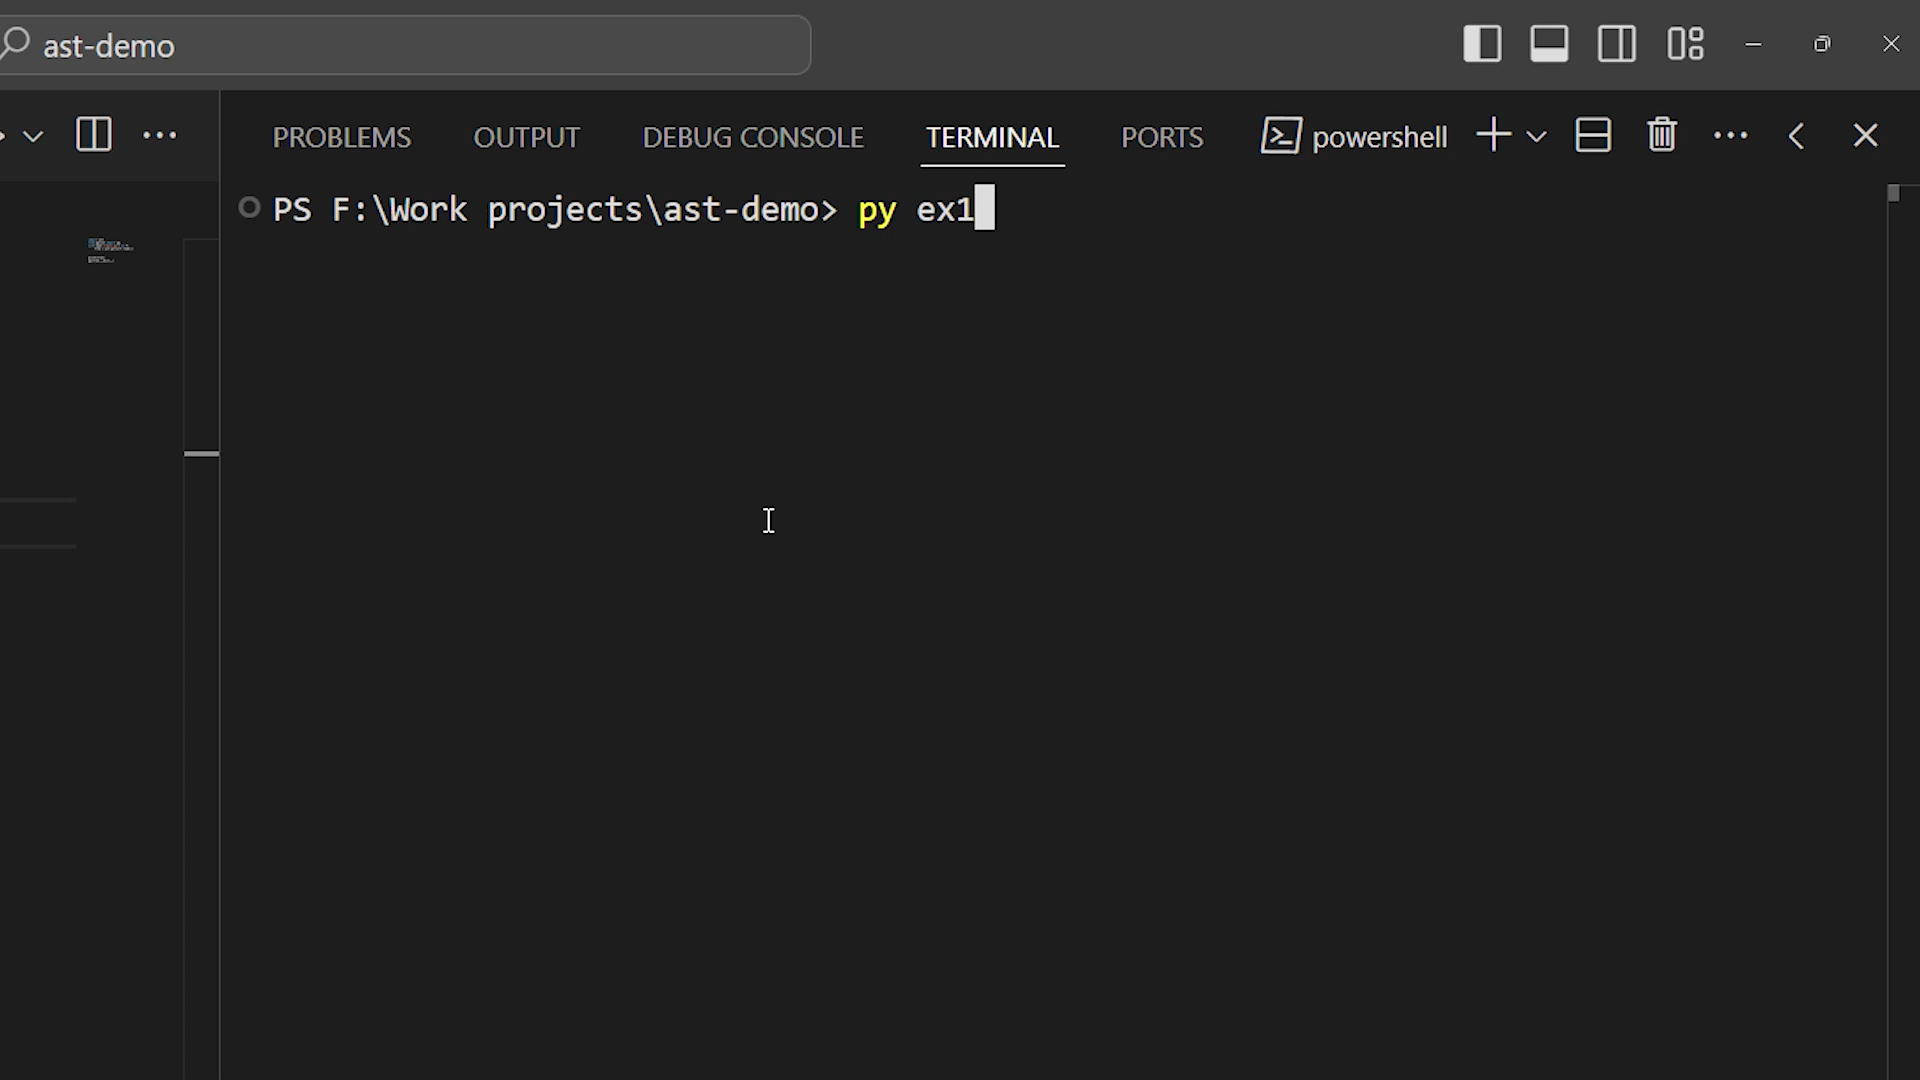 ast-demo
PROBLEMS OUTPUT DEBUG CONSOLE TERMINAL PORTS powershell
PS F:\Work projects\ast-demo> py ex1